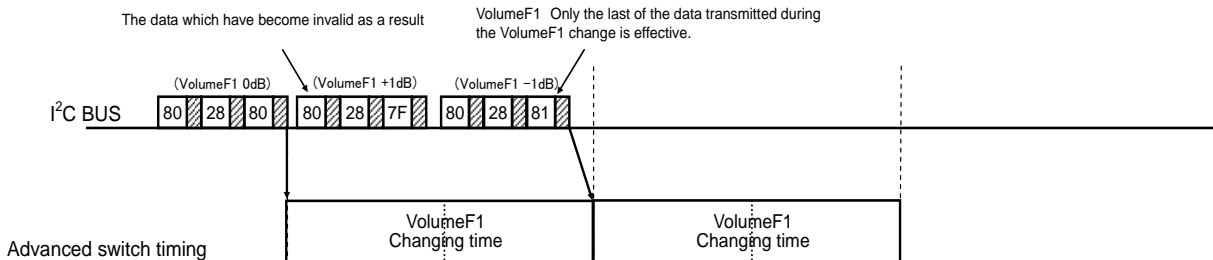 The data which have become invalid as a result
VolumeF1 Only the last of the data transmitted during
the VolumeF1 change is effective.
(VolumeF1 0dB)
(VolumeF1 +1dB)
(VolumeF1 −1dB)
I²C BUS
80 28 80
80 28 7F
80 28 81
VolumeF1
Changing time
VolumeF1
Changing time
Advanced switch timing